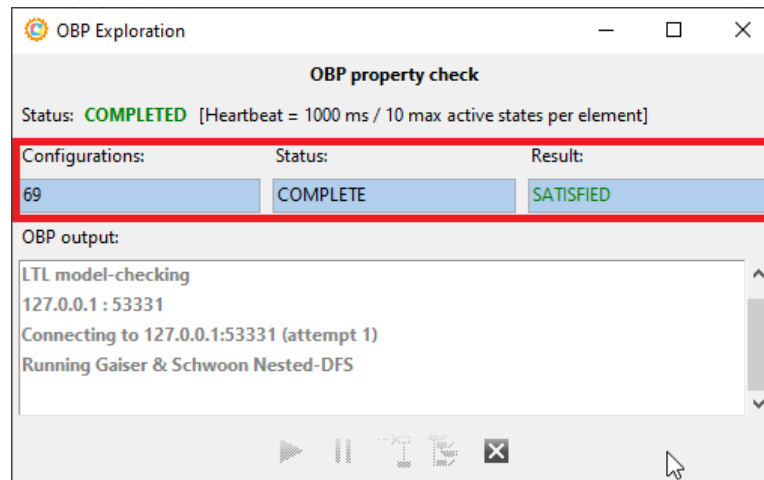 OBP Exploration
OBP property check
Status: COMPLETED [Heartbeat = 1000 ms / 10 max active states per element]
Configurations: Status: Result:
69 COMPLETE SATISFIED
OBP output:
LTL model-checking
127.0.0.1 : 53331
Connecting to 127.0.0.1:53331 (attempt 1)
Running Gaiser & Schwoon Nested-DFS